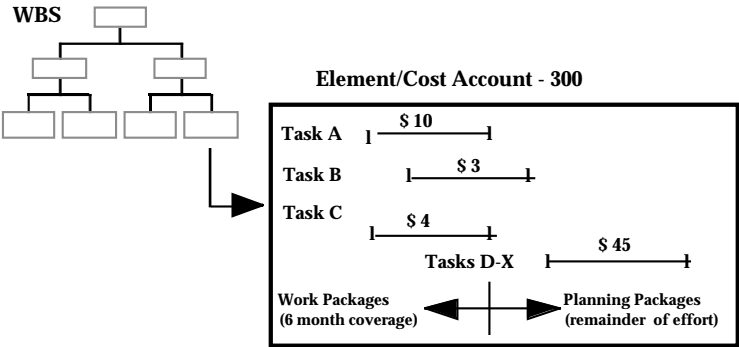 WBS
Element/Cost Account - 300
Task A
$ 10
Task B
$ 3
Task C
$ 4
Tasks D-X
$ 45
Work Packages
(6 month coverage)
Planning Packages
(remainder of effort)